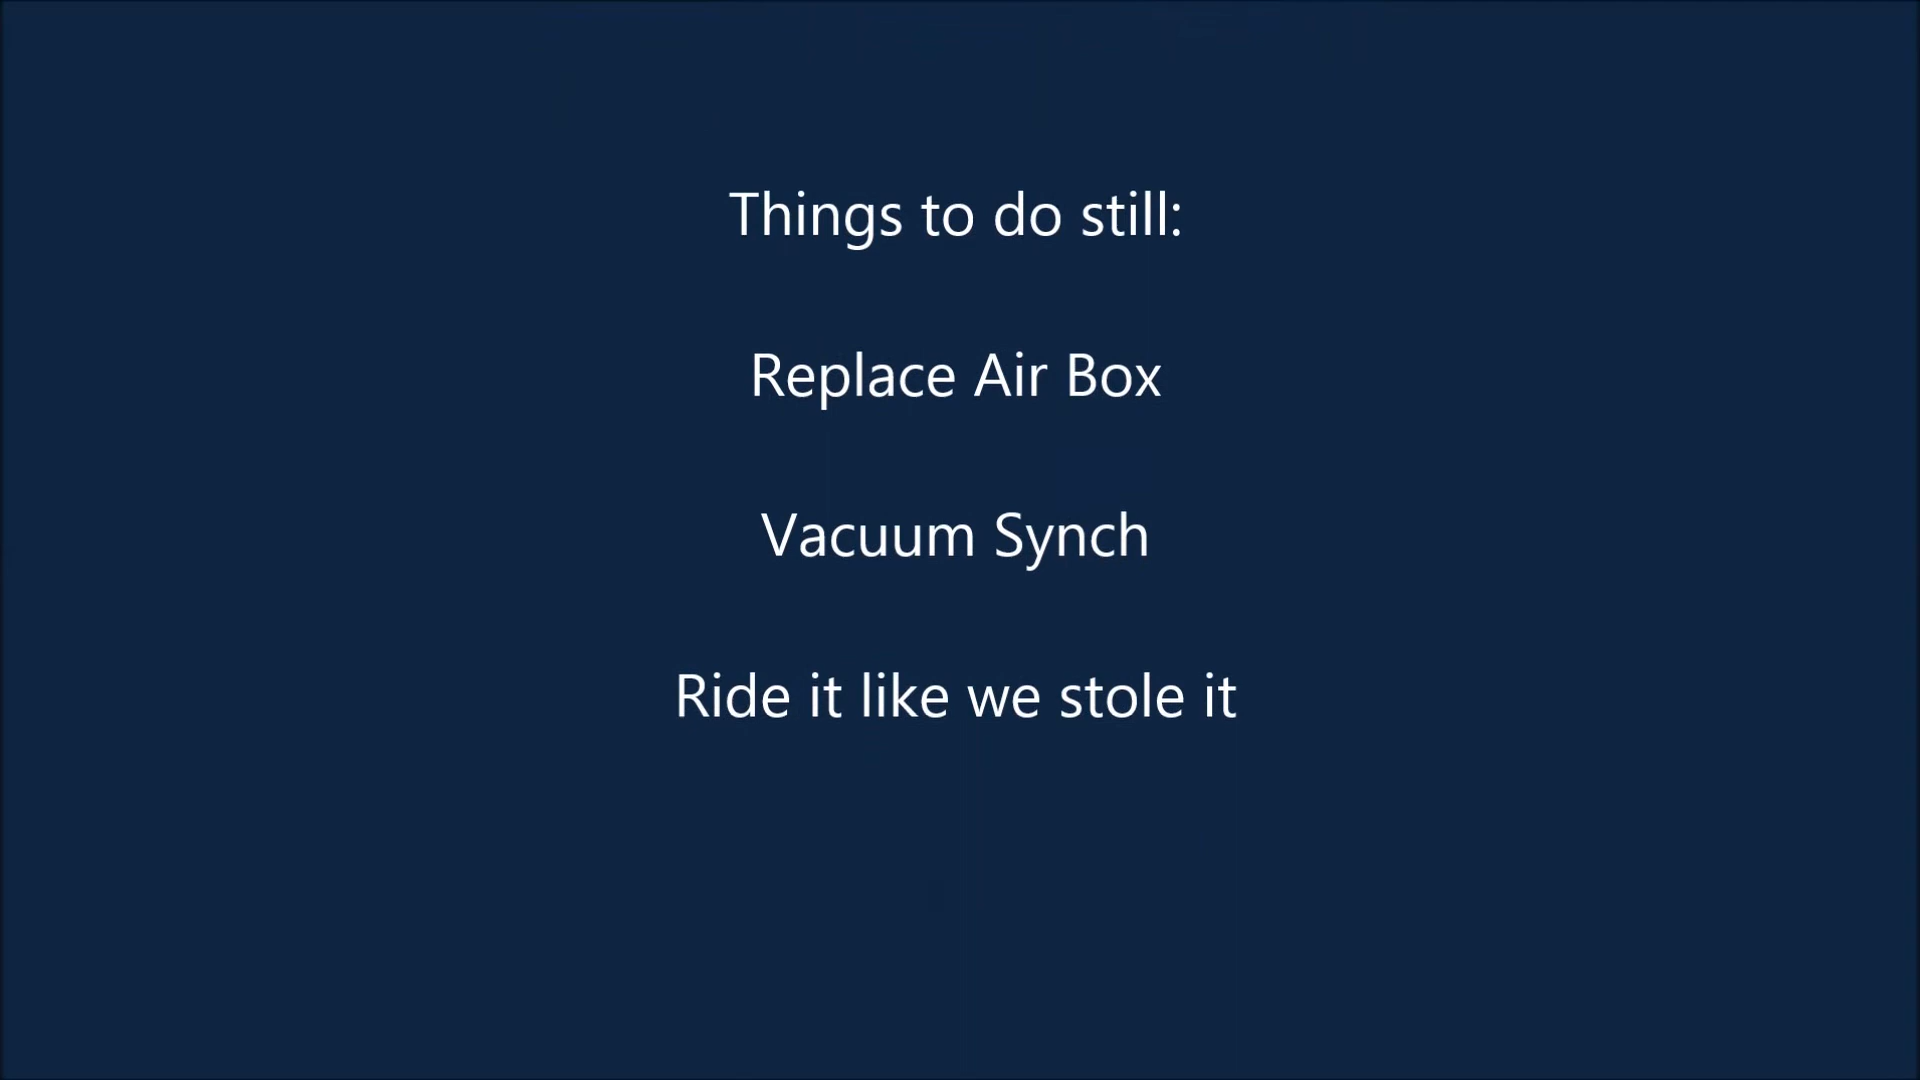 Things to do still:
Replace Air Box
Vacuum Synch
Ride it like we stole it